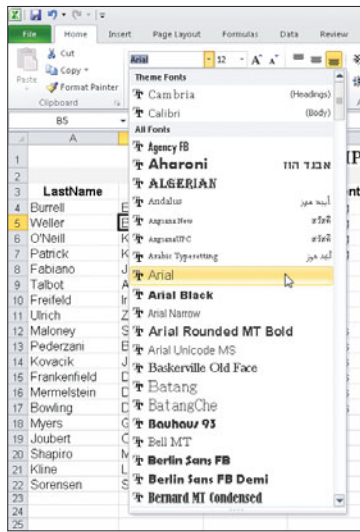 File Home Insert Page Layout Formulas Data Review
Cut
Copy
Format Painter
Paste
Clipboard
Arial 12 A A
B5
Theme Fonts
Cambria (Headings)
Calibri (Body)
All Fonts
Agency FB
Aharoni אבגד הוז
ALGERIAN
Andalus أبجد هوز
Angsana New
AngsanaUPC
Arabic Typesetting أبجد هوز
Arial
Arial Black
Arial Narrow
Arial Rounded MT Bold
Arial Unicode MS
Baskerville Old Face
Batang
BatangChe
Bauhaus 93
Bell MT
Berlin Sans FB
Berlin Sans FB Demi
Bernard MT Condensed
A
1
2
3 LastName
4 Burrell
5 Weller
6 O'Neill
7 Patrick
8 Fabiano
9 Talbot
10 Freifeld
11 Ulrich
12 Maloney
13 Pederzani
14 Kovacik
15 Frankenfield
16 Mermelstein
17 Bowling
18 Myers
19 Joubert
20 Shapiro
21 Kline
22 Sorensen
23
24
25